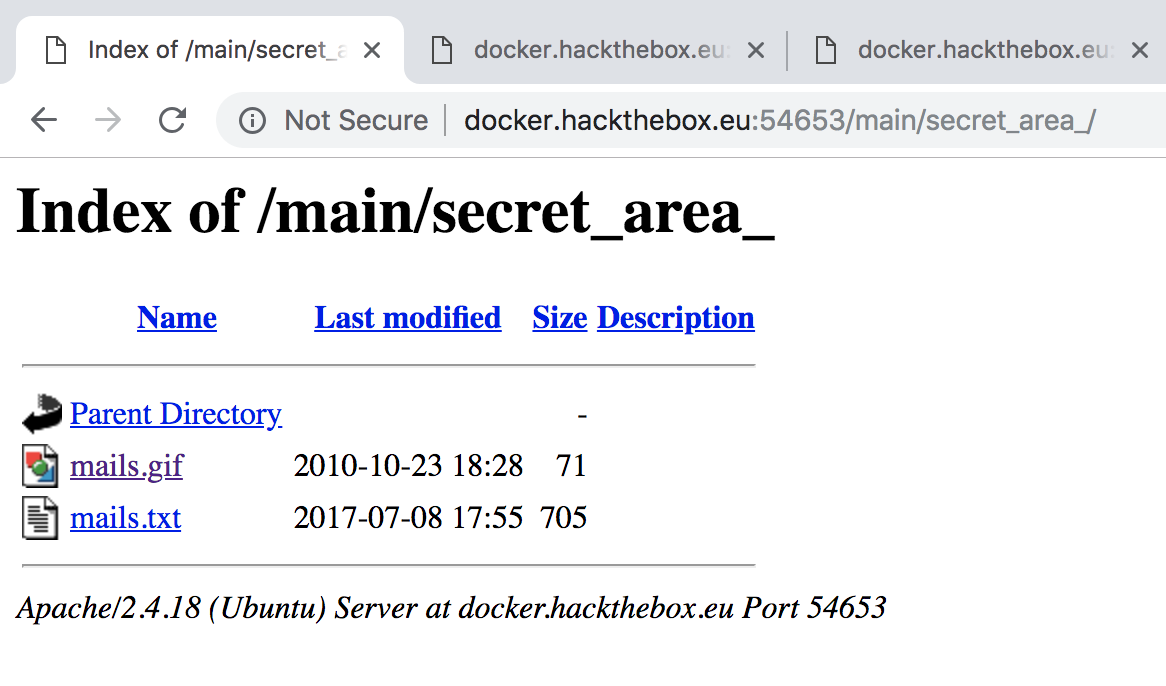 Index of /main/secret_a docker.hackthebox.eu: docker.hackthebox.eu:
Not Secure docker.hackthebox.eu:54653/main/secret_area_/
Index of /main/secret_area_
Name Last modified Size Description
Parent Directory -
mails.gif 2010-10-23 18:28 71
mails.txt 2017-07-08 17:55 705
Apache/2.4.18 (Ubuntu) Server at docker.hackthebox.eu Port 54653